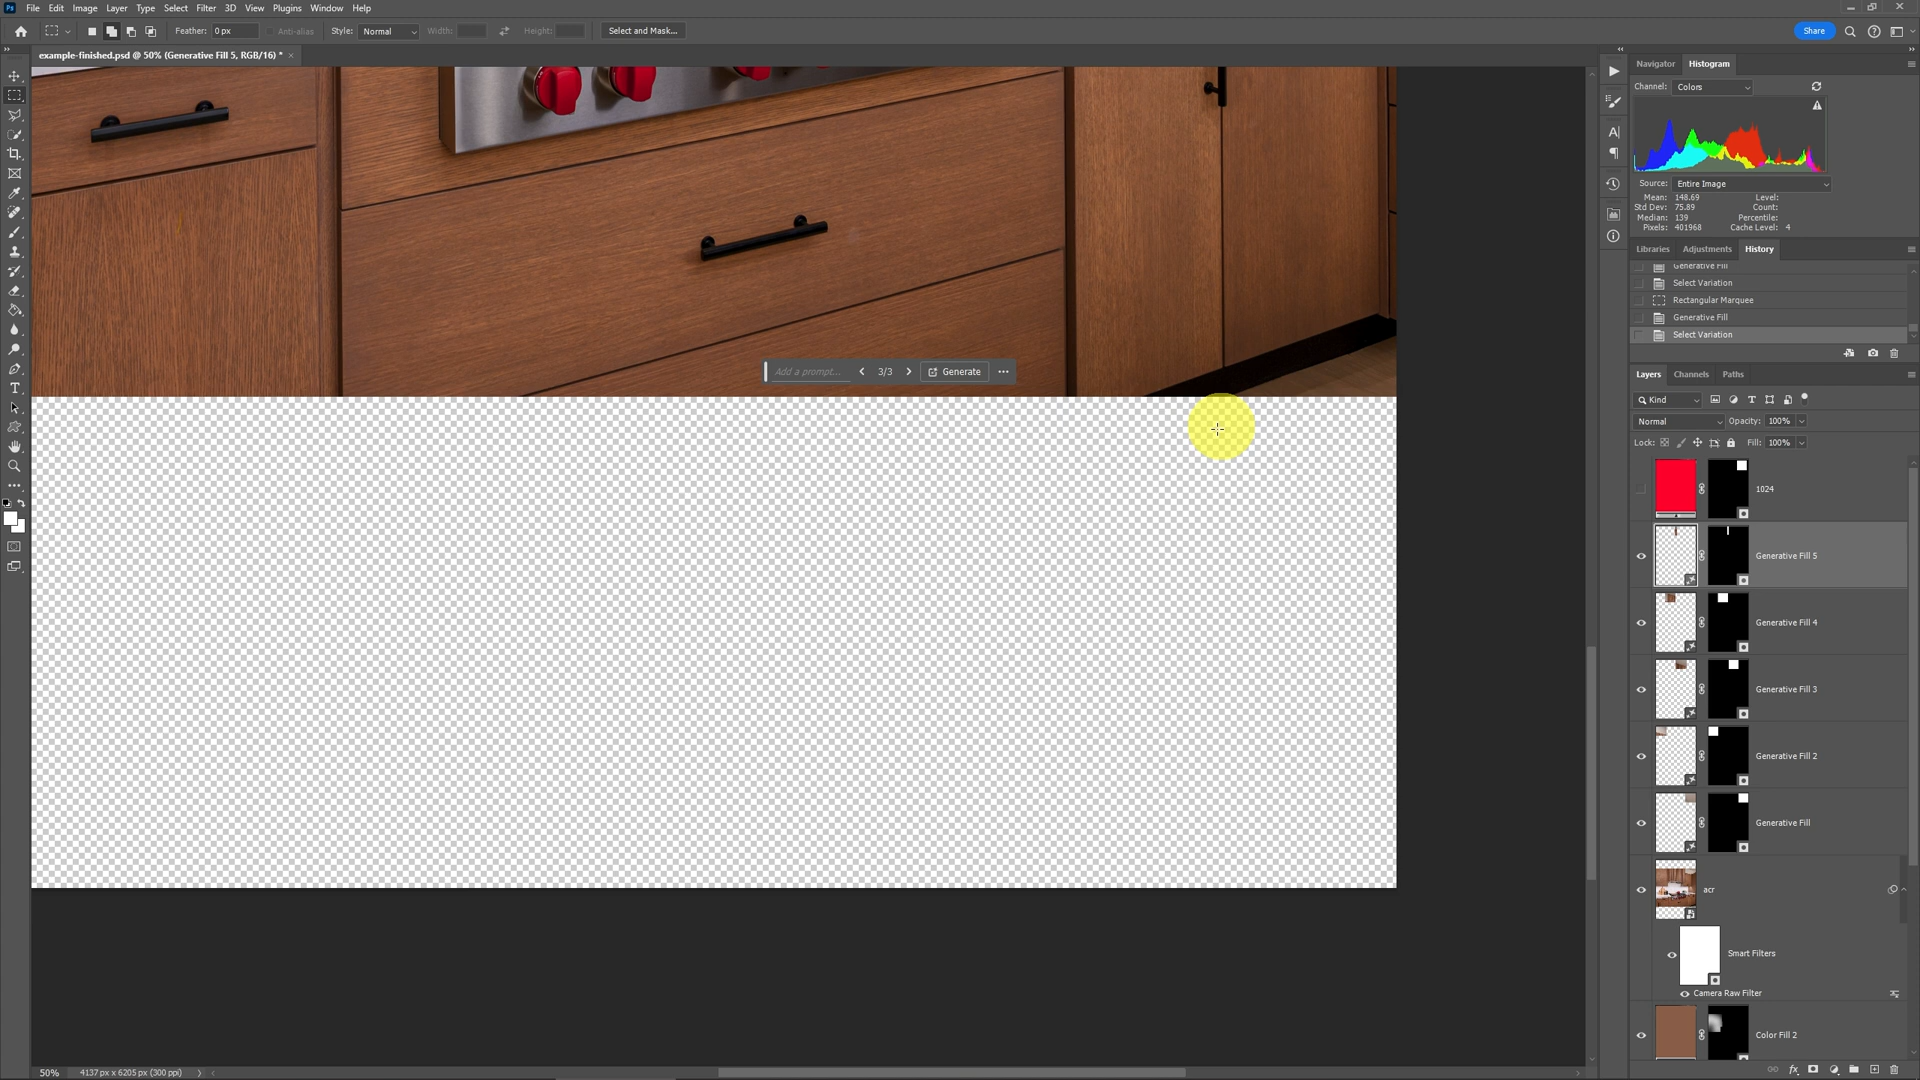 Ps File Edit Image Layer Type Select Filter 3D View Plugins Window Help
Feather: 0 px Anti-alias Style: Normal Width: Height: Select and Mask... Share
example-finished.psd @ 50% (Generative Fill 5, RGB/16) * ×
Navigator Histogram
Channel: Colors
Source: Entire Image
Mean: 148.69 Level:
Std Dev: 75.89 Count:
Median: 139 Percentile:
Pixels: 401968 Cache Level: 4
Libraries Adjustments History
Generative Fill
Select Variation
Rectangular Marquee
Generative Fill
Select Variation
Add a prompt... 3/3 Generate ...
Layers Channels Paths
Kind
Normal Opacity: 100%
Lock: Fill: 100%
1024
Generative Fill 5
Generative Fill 4
Generative Fill 3
Generative Fill 2
Generative Fill
acr
Smart Filters
Camera Raw Filter
Color Fill 2
50% 4137 px x 6205 px (300 ppi)